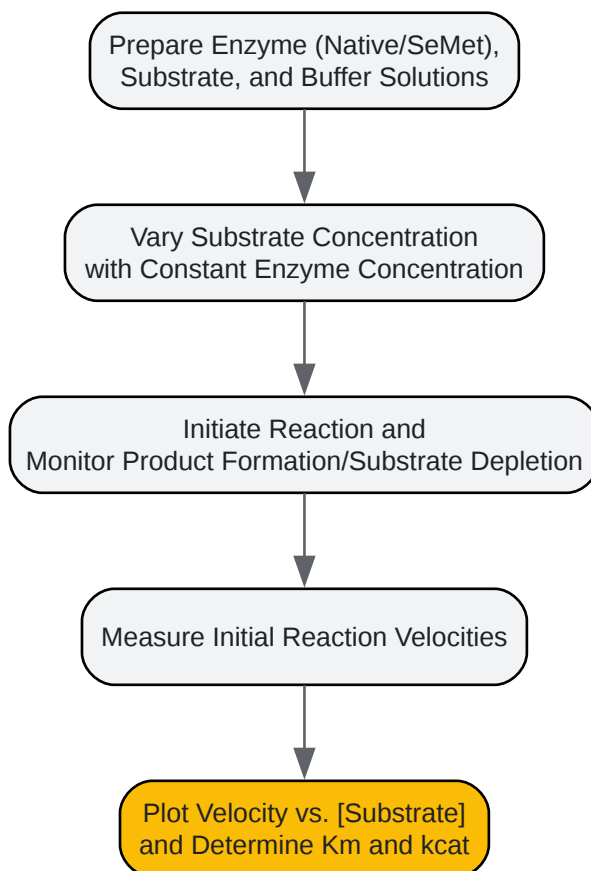 Prepare Enzyme (Native/SeMet),
Substrate, and Buffer Solutions
Vary Substrate Concentration
with Constant Enzyme Concentration
Initiate Reaction and
Monitor Product Formation/Substrate Depletion
Measure Initial Reaction Velocities
Plot Velocity vs. [Substrate]
and Determine Km and kcat